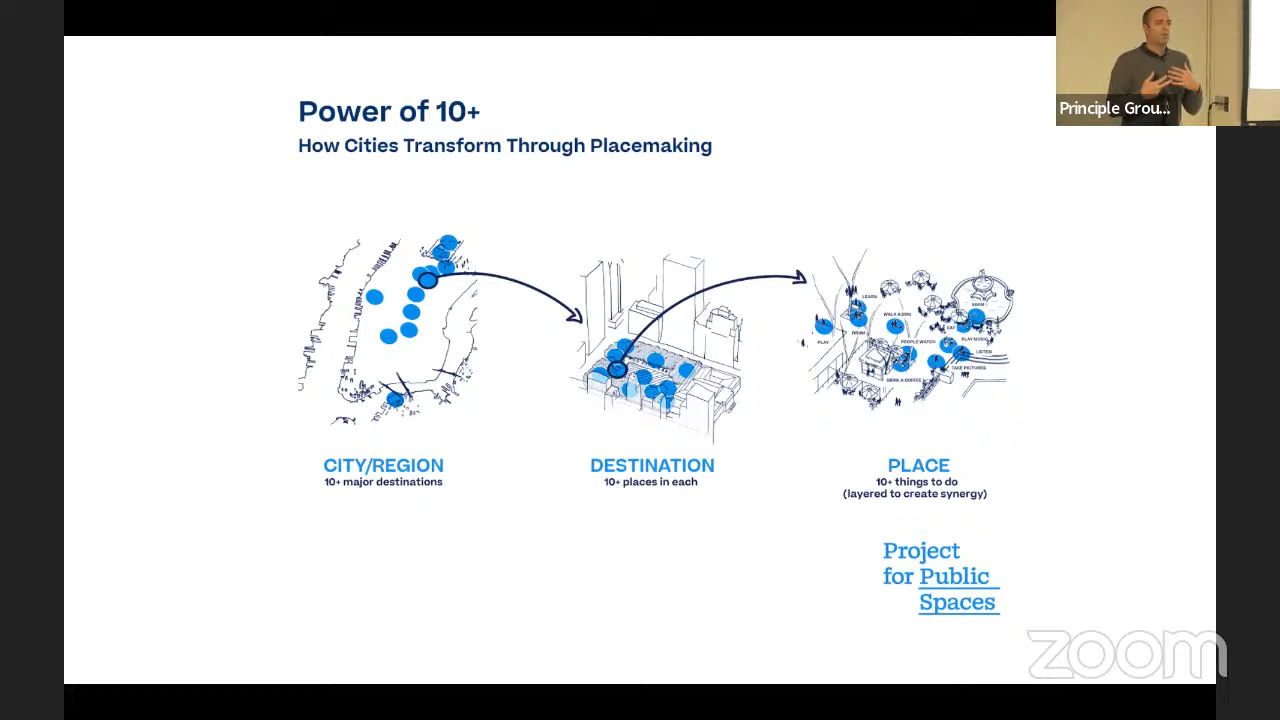 Power of 10+
How Cities Transform Through Placemaking
Principle Grou...
LEARN
WALK A DOG
SWIM
PLAY
DRUM
EAT
PEOPLE WATCH
PLAY MUSIC
LISTEN
TAKE PICTURES
DRINK A COFFEE
CITY/REGION
10+ major destinations
DESTINATION
10+ places in each
PLACE
10+ things to do
(layered to create synergy)
Project
for Public
Spaces
zoom